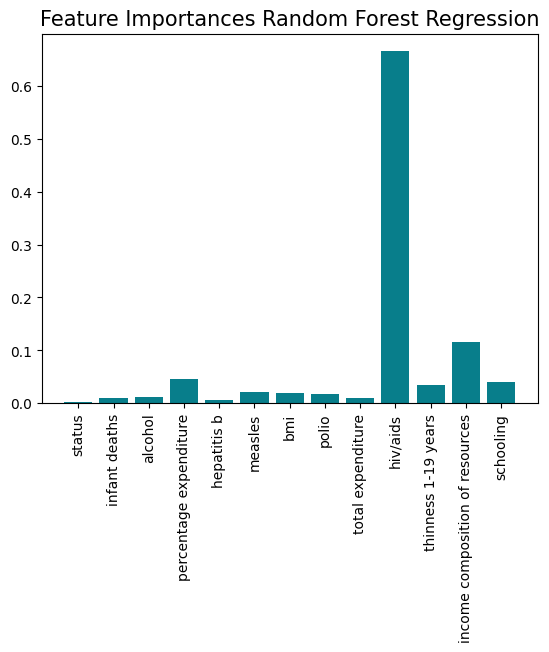 Feature Importances Random Forest Regression
0.6
0.5
0.4
0.3
0.2
0.1
0.0
status
infant deaths
alcohol
percentage expenditure
hepatitis b
measles
bmi
polio
total expenditure
hiv/aids
thinness 1-19 years
income composition of resources
schooling